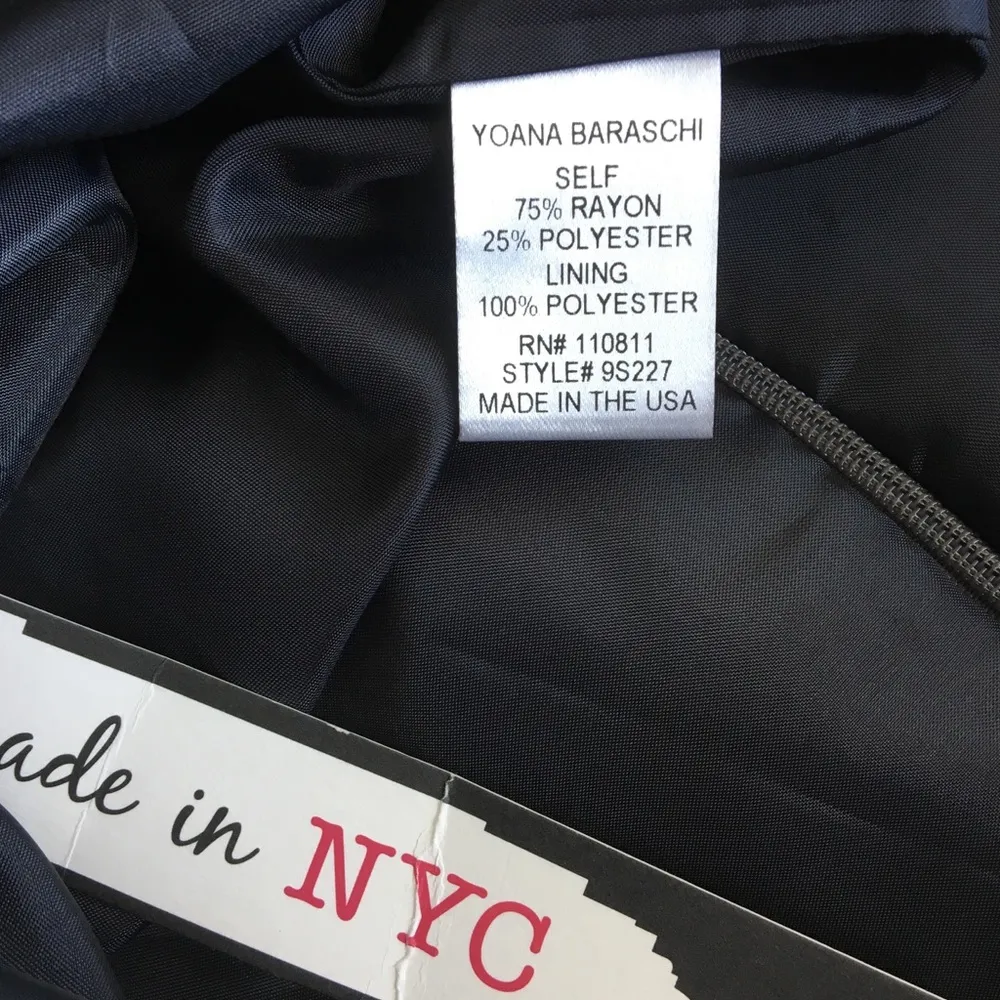 YOANA BARASCHI
SELF
75% RAYON
25% POLYESTER
LINING
100% POLYESTER
RN# 110811
STYLE# 9S227
MADE IN THE USA
ade in NYC